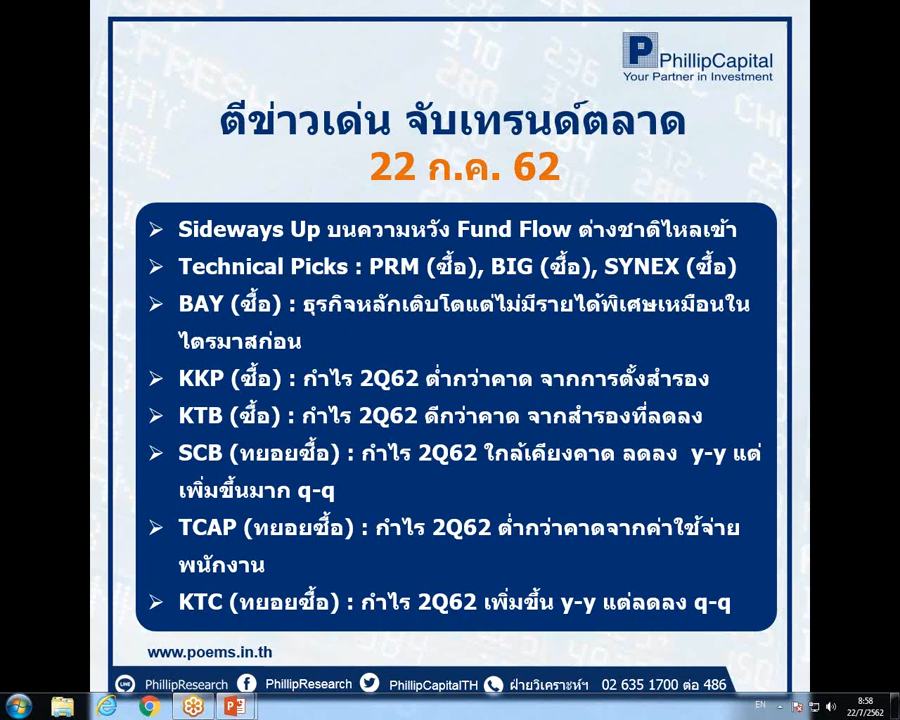 P PhillipCapital
Your Partner in Investment
ตีข่าวเด่น จับเทรนด์ตลาด
22 ก.ค. 62
Sideways Up บนความหวัง Fund Flow ต่างชาติไหลเข้า
Technical Picks : PRM (ซื้อ), BIG (ซื้อ), SYNEX (ซื้อ)
BAY (ซื้อ) : ธุรกิจหลักเติบโตแต่ไม่มีรายได้พิเศษเหมือนใน
ไตรมาสก่อน
KKP (ซื้อ) : กำไร 2Q62 ต่ำกว่าคาด จากการตั้งสำรอง
KTB (ซื้อ) : กำไร 2Q62 ดีกว่าคาด จากสำรองที่ลดลง
SCB (ทยอยซื้อ) : กำไร 2Q62 ใกล้เคียงคาด ลดลง y-y แต่
เพิ่มขึ้นมาก q-q
TCAP (ทยอยซื้อ) : กำไร 2Q62 ต่ำกว่าคาดจากค่าใช้จ่าย
พนักงาน
KTC (ทยอยซื้อ) : กำไร 2Q62 เพิ่มขึ้น y-y แต่ลดลง q-q
www.poems.in.th
LINE PhillipResearch f PhillipResearch PhillipCapitalTH ฝ่ายวิเคราะห์ฯ 02 635 1700 ต่อ 486
EN 8:58
22/7/2562